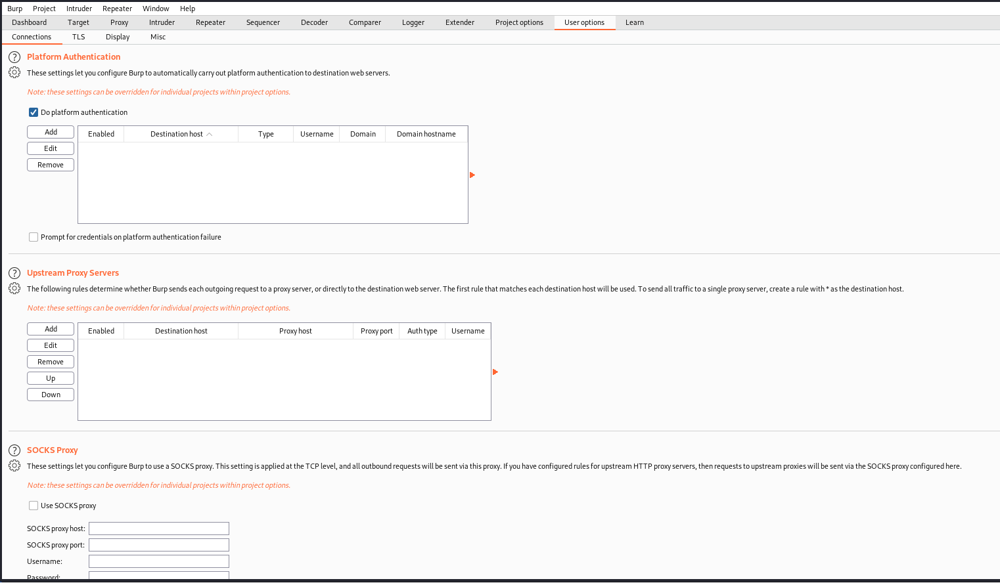 Burp Project Intruder Repeater Window Help
Dashboard Target Proxy Intruder Repeater Sequencer Decoder Comparer Logger Extender Project options User options Learn
Connections TLS Display Misc
? Platform Authentication
These settings let you configure Burp to automatically carry out platform authentication to destination web servers.
Note: these settings can be overridden for individual projects within project options.
Do platform authentication
Add
Edit
Remove
Enabled Destination host Type Username Domain Domain hostname
Prompt for credentials on platform authentication failure
? Upstream Proxy Servers
The following rules determine whether Burp sends each outgoing request to a proxy server, or directly to the destination web server. The first rule that matches each destination host will be used. To send all traffic to a single proxy server, create a rule with * as the destination host.
Note: these settings can be overridden for individual projects within project options.
Add
Edit
Remove
Up
Down
Enabled Destination host Proxy host Proxy port Auth type Username
? SOCKS Proxy
These settings let you configure Burp to use a SOCKS proxy. This setting is applied at the TCP level, and all outbound requests will be sent via this proxy. If you have configured rules for upstream HTTP proxy servers, then requests to upstream proxies will be sent via the SOCKS proxy configured here.
Note: these settings can be overridden for individual projects within project options.
Use SOCKS proxy
SOCKS proxy host:
SOCKS proxy port:
Username:
Password: